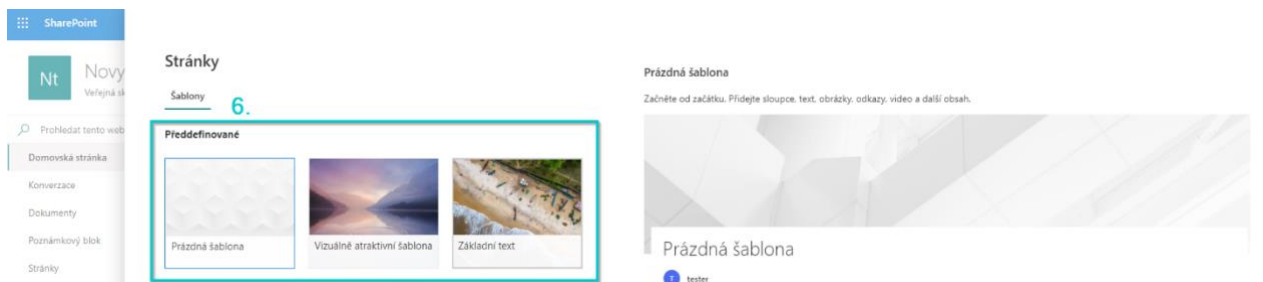 SharePoint
Nt
Novy
Veřejná sk
Prohledat tento web
Domovská stránka
Konverzace
Dokumenty
Poznámkový blok
Stránky
Stránky
Šablony
6.
Předdefinované
Prázdná šablona
Vizuálně atraktivní šablona
Základní text
Prázdná šablona
Začněte od začátku. Přidejte sloupce, text, obrázky, odkazy, video a další obsah.
Prázdná šablona
T tester